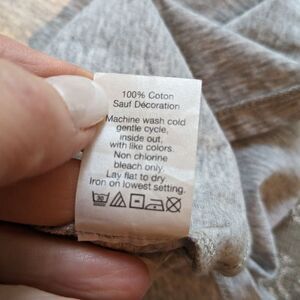 100% Coton
Sauf Décoration
Machine wash cold
gentle cycle,
inside out,
with like colors.
Non chlorine
bleach only.
Lay flat to dry
Iron on lowest setting.